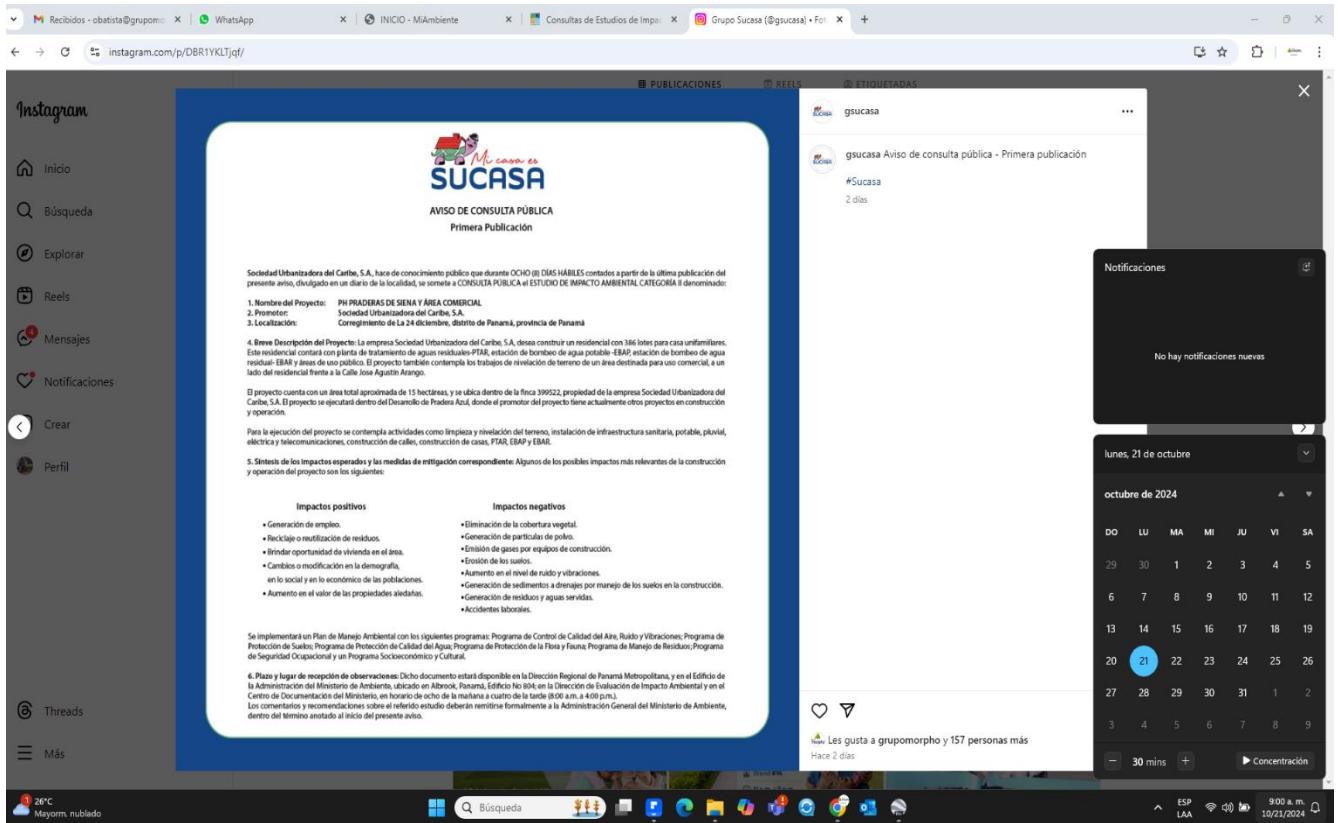 Recibidos - obatista@grupomo
WhatsApp
INICIO - MiAmbiente
Consultas de Estudios de Impac
Grupo Sucasa (@gsucasa) • Fot
instagram.com/p/DBR1YKLTjqf/
PUBLICACIONES
REELS
ETIQUETADAS
Instagram
Inicio
Búsqueda
Explorar
Reels
4
Mensajes
Notificaciones
Crear
Perfil
Threads
Más
Mi casa es
SUCASA
AVISO DE CONSULTA PÚBLICA
Primera Publicación
Sociedad Urbanizadora del Caribe, S.A., hace de conocimiento público que durante OCHO (8) DÍAS HÁBILES contados a partir de la última publicación del
presente aviso, divulgado en un diario de la localidad, se somete a CONSULTA PÚBLICA el ESTUDIO DE IMPACTO AMBIENTAL CATEGORÍA II denominado:
1. Nombre del Proyecto: PH PRADERAS DE SIENA Y ÁREA COMERCIAL
2. Promotor: Sociedad Urbanizadora del Caribe, S.A.
3. Localización: Corregimiento de La 24 diciembre, distrito de Panamá, provincia de Panamá
4. Breve Descripción del Proyecto: La empresa Sociedad Urbanizadora del Caribe, S.A, desea construir un residencial con 386 lotes para casa unifamiliares.
Este residencial contará con planta de tratamiento de aguas residuales-PTAR, estación de bombeo de agua potable -EBAP, estación de bombeo de agua
residual- EBAR y áreas de uso público. El proyecto también contempla los trabajos de nivelación de terreno de un área destinada para uso comercial, a un
lado del residencial frente a la Calle Jose Agustín Arango.
El proyecto cuenta con un área total aproximada de 15 hectáreas, y se ubica dentro de la finca 399522, propiedad de la empresa Sociedad Urbanizadora del
Caribe, S.A. El proyecto se ejecutará dentro del Desarrollo de Pradera Azul, donde el promotor del proyecto tiene actualmente otros proyectos en construcción
y operación.
Para la ejecución del proyecto se contempla actividades como limpieza y nivelación del terreno, instalación de infraestructura sanitaria, potable, pluvial,
eléctrica y telecomunicaciones, construcción de calles, construcción de casas, PTAR, EBAP y EBAR.
5. Síntesis de los impactos esperados y las medidas de mitigación correspondiente: Algunos de los posibles impactos más relevantes de la construcción
y operación del proyecto son los siguientes:
Impactos positivos
• Generación de empleo.
• Reciclaje o reutilización de residuos.
• Brindar oportunidad de vivienda en el área.
• Cambios o modificación en la demografía,
en lo social y en lo económico de las poblaciones.
• Aumento en el valor de las propiedades aledañas.
Impactos negativos
• Eliminación de la cobertura vegetal.
• Generación de partículas de polvo.
• Emisión de gases por equipos de construcción.
• Erosión de los suelos.
• Aumento en el nivel de ruido y vibraciones.
• Generación de sedimentos a drenajes por manejo de los suelos en la construcción.
• Generación de residuos y aguas servidas.
• Accidentes laborales.
Se implementará un Plan de Manejo Ambiental con los siguientes programas: Programa de Control de Calidad del Aire, Ruido y Vibraciones; Programa de
Protección de Suelos; Programa de Protección de Calidad del Agua; Programa de Protección de la Flora y Fauna; Programa de Manejo de Residuos; Programa
de Seguridad Ocupacional y un Programa Socioeconómico y Cultural.
6. Plazo y lugar de recepción de observaciones: Dicho documento estará disponible en la Dirección Regional de Panamá Metropolitana, y en el Edificio de
la Administración del Ministerio de Ambiente, ubicado en Albrook, Panamá, Edificio No 804; en la Dirección de Evaluación de Impacto Ambiental y en el
Centro de Documentación del Ministerio, en horario de ocho de la mañana a cuatro de la tarde (8:00 a.m. a 4:00 p.m.).
Los comentarios y recomendaciones sobre el referido estudio deberán remitirse formalmente a la Administración General del Ministerio de Ambiente,
dentro del término anotado al inicio del presente aviso.
gsucasa
gsucasa Aviso de consulta pública - Primera publicación
#Sucasa
2 días
Les gusta a grupomorpho y 157 personas más
Hace 2 días
Notificaciones
No hay notificaciones nuevas
lunes, 21 de octubre
octubre de 2024
DO LU MA MI JU VI SA
29 30 1 2 3 4 5
6 7 8 9 10 11 12
13 14 15 16 17 18 19
20 21 22 23 24 25 26
27 28 29 30 31 1 2
3 4 5 6 7 8 9
30 mins
Concentración
1
26°C
Mayorm. nublado
Búsqueda
ESP
LAA
9:00 a. m.
10/21/2024